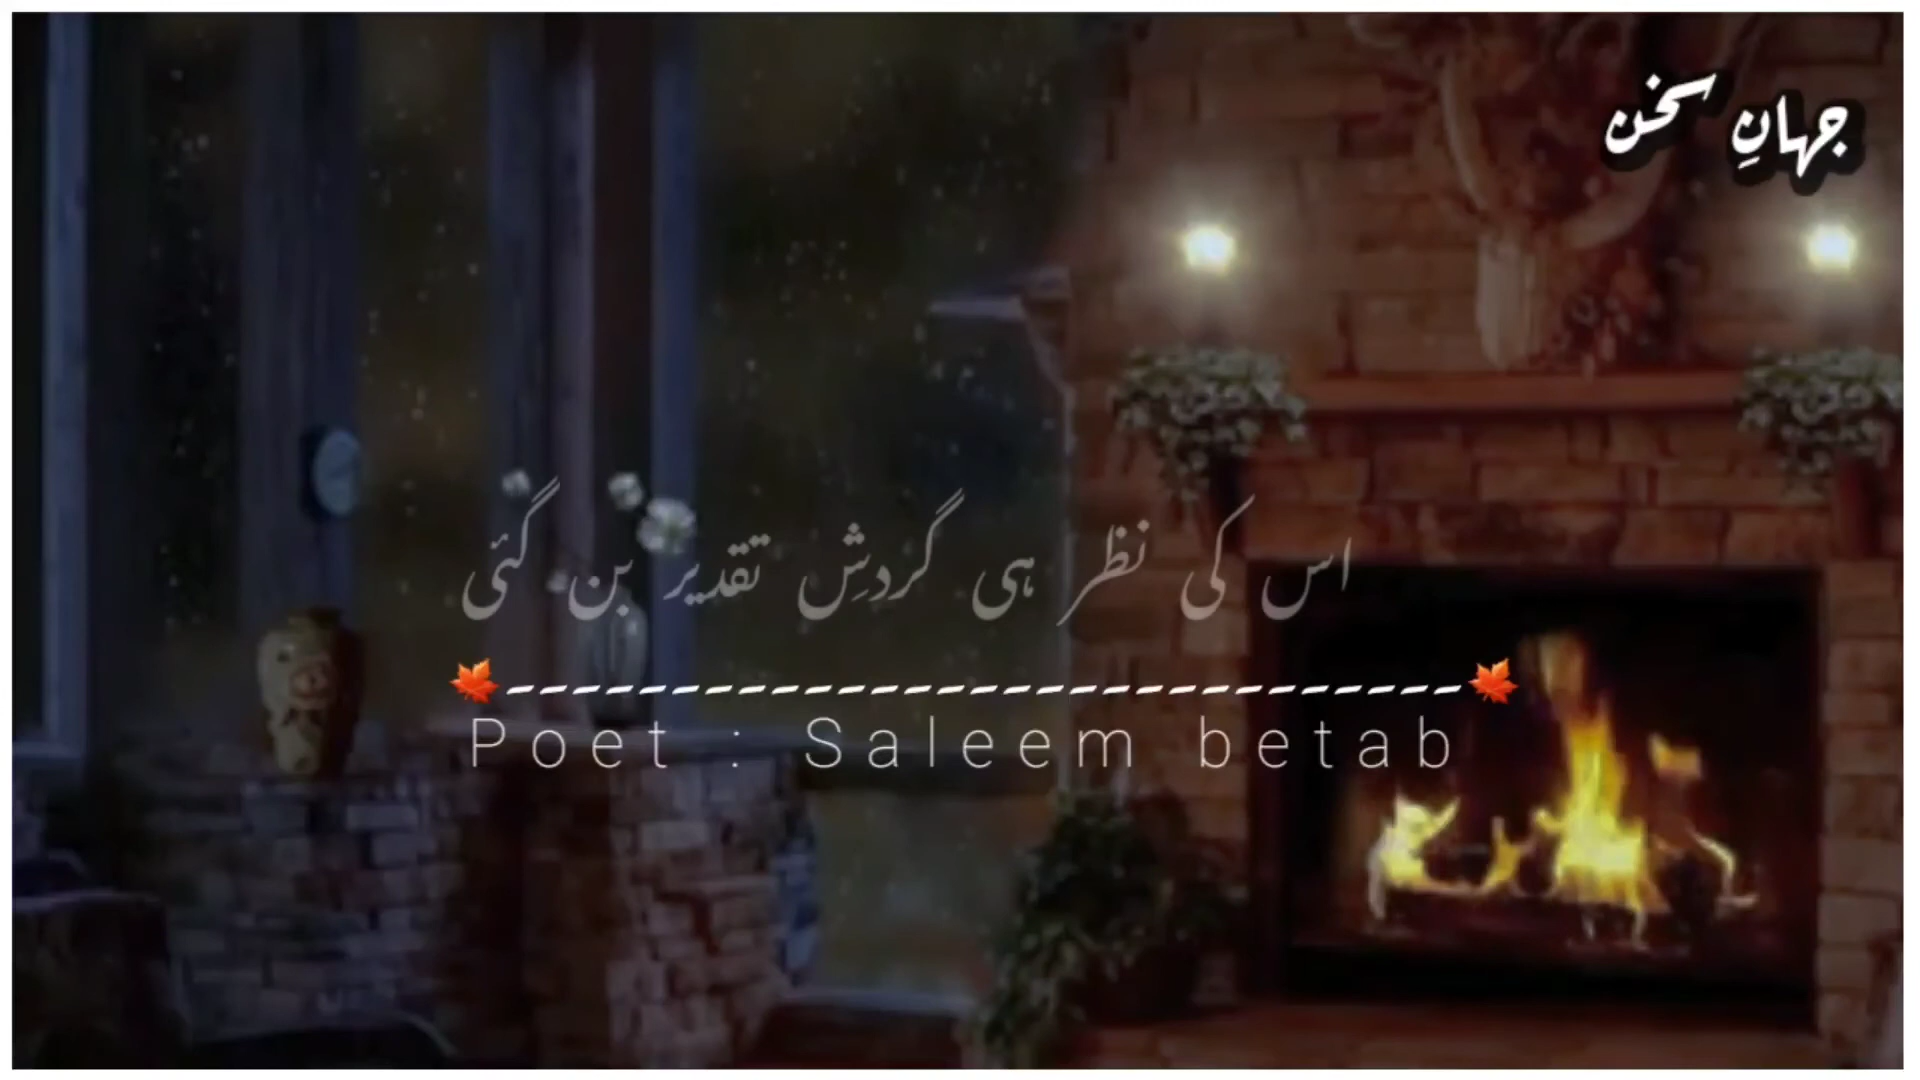 جہانِ سخن
اس کی نظر ہی گردشِ تقدیر بن گئی
Poet : Saleem betab